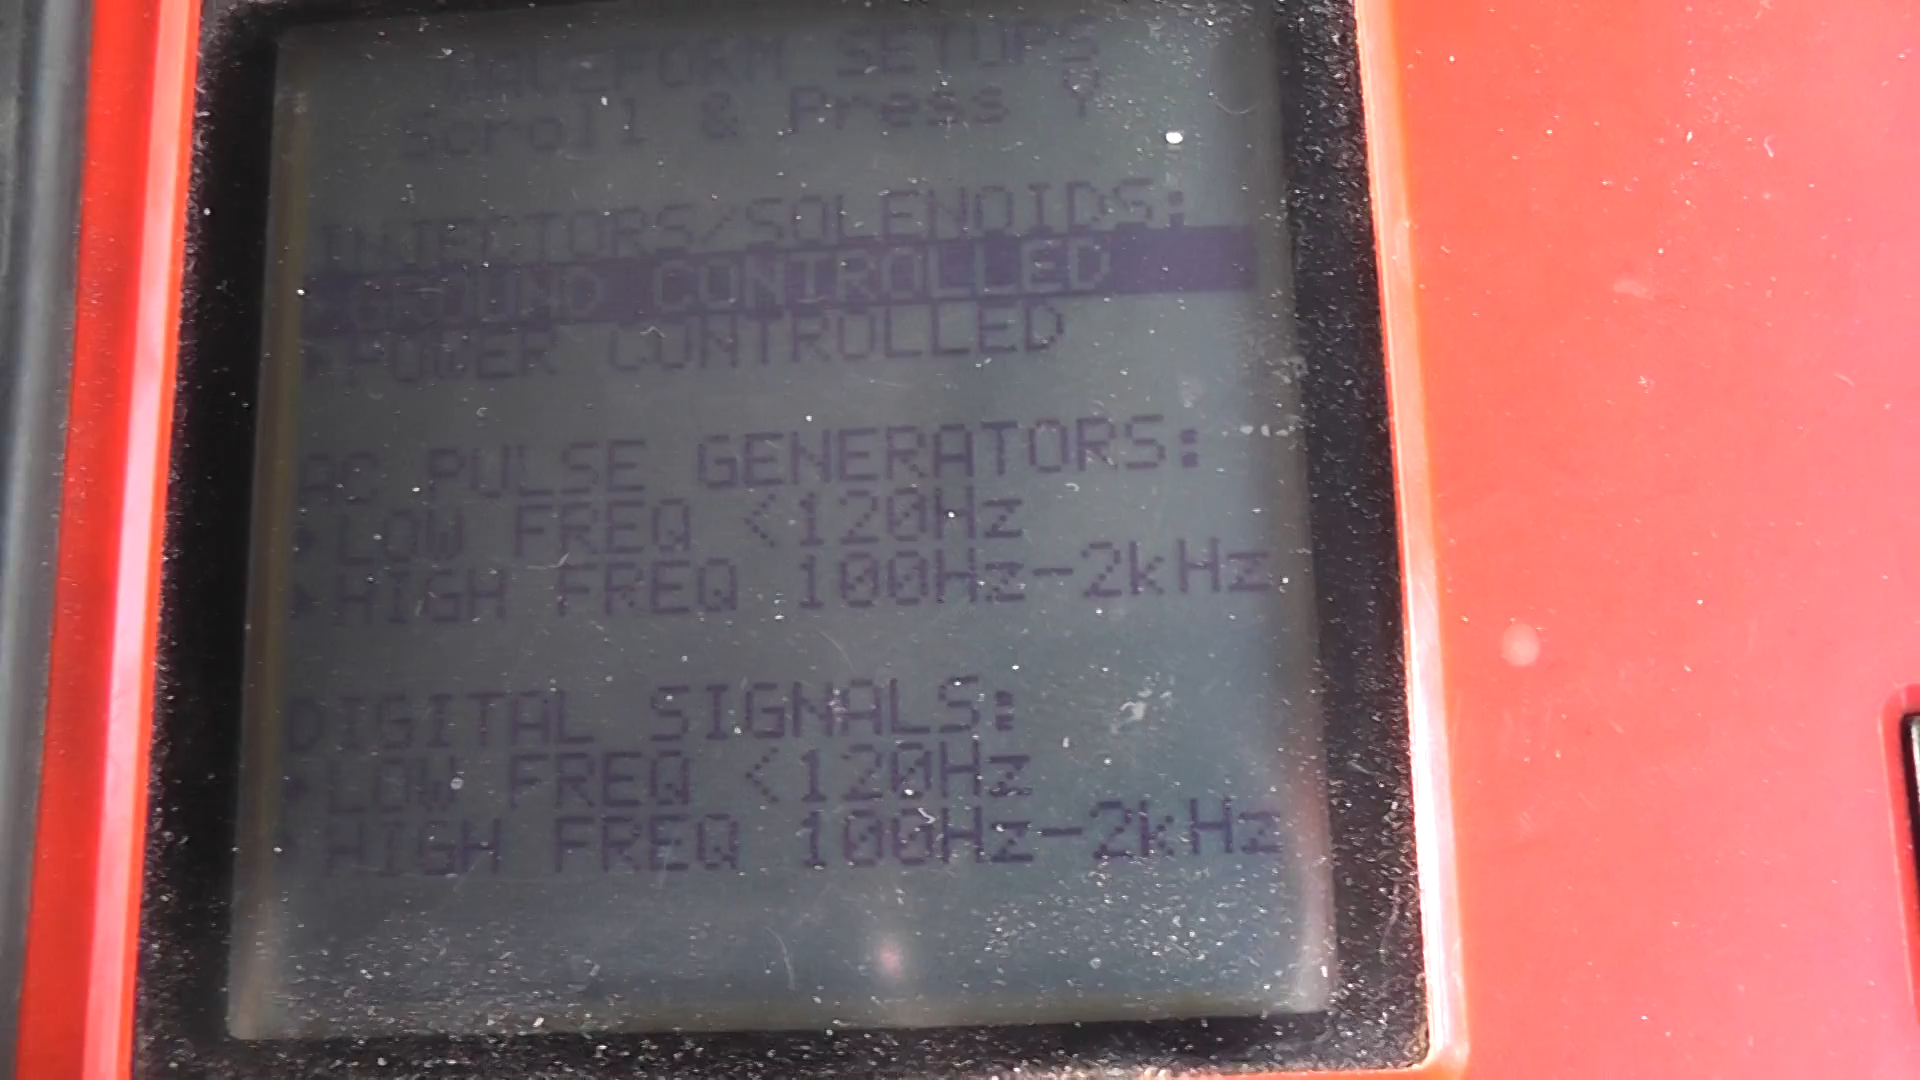 WAVEFORM SETUPS
Scroll & Press Y
INJECTORS/SOLENOIDS:
GROUND CONTROLLED
POWER CONTROLLED
AC PULSE GENERATORS:
LOW FREQ <120Hz
HIGH FREQ 100Hz-2kHz
DIGITAL SIGNALS:
LOW FREQ <120Hz
HIGH FREQ 100Hz-2kHz